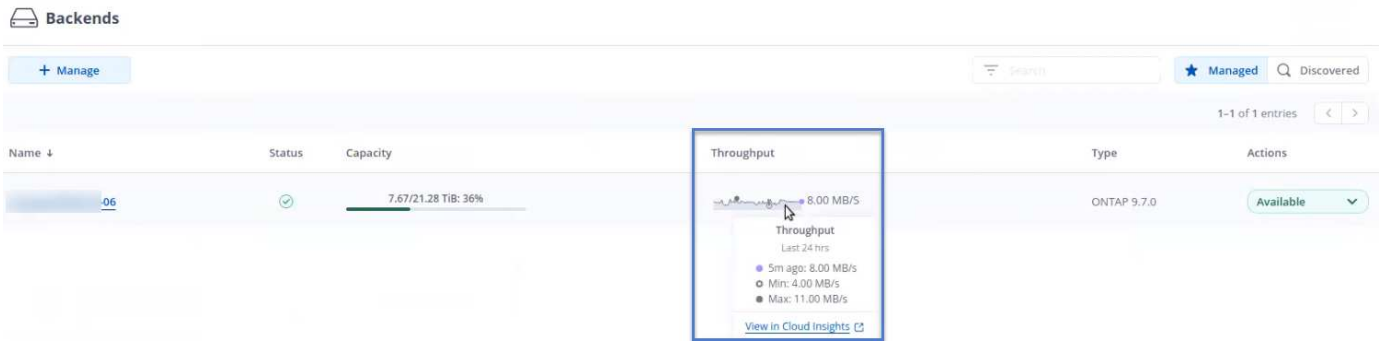 Backends
+ Manage
Search
Managed
Discovered
1–1 of 1 entries
Name ↓ Status Capacity Throughput Type Actions
-06 7.67/21.28 TiB: 36% 8.00 MB/S ONTAP 9.7.0 Available
Throughput
Last 24 hrs
5m ago: 8.00 MB/s
Min: 4.00 MB/s
Max: 11.00 MB/s
View in Cloud Insights